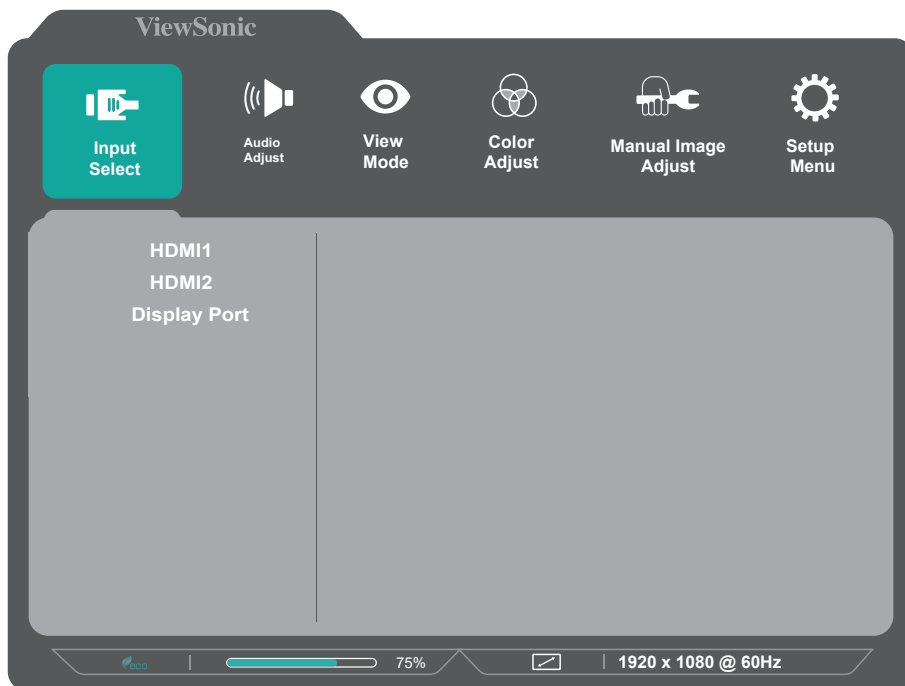 ViewSonic
Input
Select
Audio
Adjust
View
Mode
Color
Adjust
Manual Image
Adjust
Setup
Menu
HDMI1
HDMI2
Display Port
eco
75%
1920 x 1080 @ 60Hz